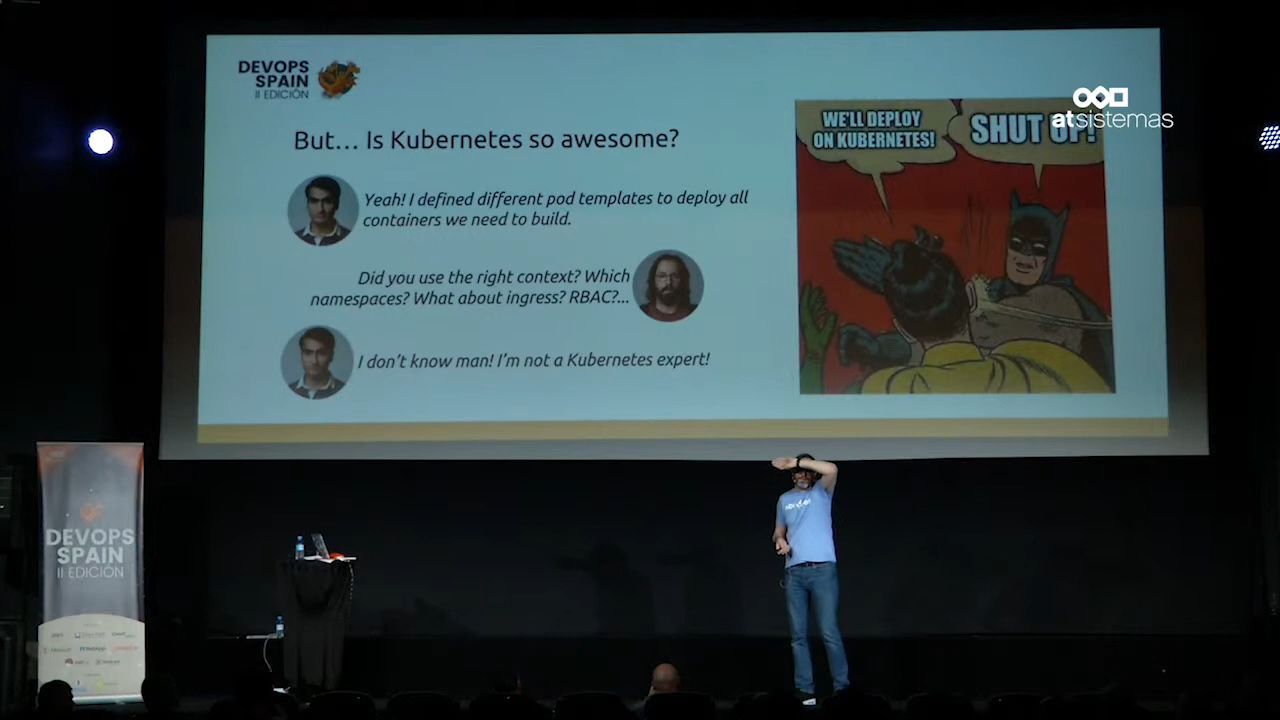 DEVOPS
SPAIN
II EDICIÓN
atsistemas
But... Is Kubernetes so awesome?
WE'LL DEPLOY
ON KUBERNETES!
SHUT UP!
Yeah! I defined different pod templates to deploy all
containers we need to build.
Did you use the right context? Which
namespaces? What about ingress? RBAC?...
I don't know man! I'm not a Kubernetes expert!
DEVOPS
SPAIN
II EDICIÓN